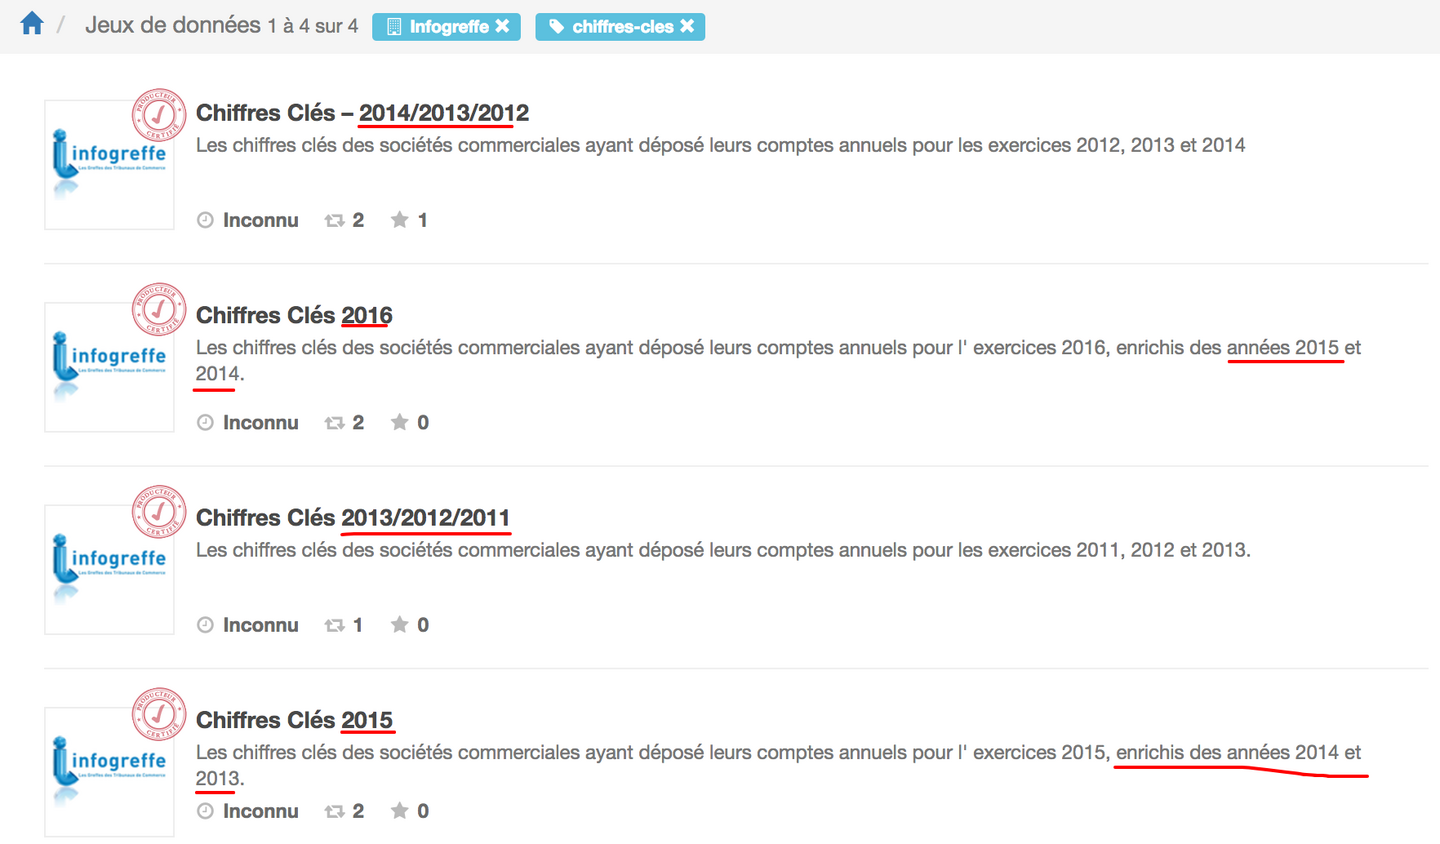 / Jeux de données 1 à 4 sur 4 Infogreffe ✖ chiffres-cles ✖
PRODUCTEUR CERTIFIÉ
infogreffe
Les Greffes des Tribunaux de Commerce
Chiffres Clés – 2014/2013/2012
Les chiffres clés des sociétés commerciales ayant déposé leurs comptes annuels pour les exercices 2012, 2013 et 2014
Inconnu 2 1
PRODUCTEUR CERTIFIÉ
infogreffe
Les Greffes des Tribunaux de Commerce
Chiffres Clés 2016
Les chiffres clés des sociétés commerciales ayant déposé leurs comptes annuels pour l' exercices 2016, enrichis des années 2015 et
2014.
Inconnu 2 0
PRODUCTEUR CERTIFIÉ
infogreffe
Les Greffes des Tribunaux de Commerce
Chiffres Clés 2013/2012/2011
Les chiffres clés des sociétés commerciales ayant déposé leurs comptes annuels pour les exercices 2011, 2012 et 2013.
Inconnu 1 0
PRODUCTEUR CERTIFIÉ
infogreffe
Les Greffes des Tribunaux de Commerce
Chiffres Clés 2015
Les chiffres clés des sociétés commerciales ayant déposé leurs comptes annuels pour l' exercices 2015, enrichis des années 2014 et
2013.
Inconnu 2 0